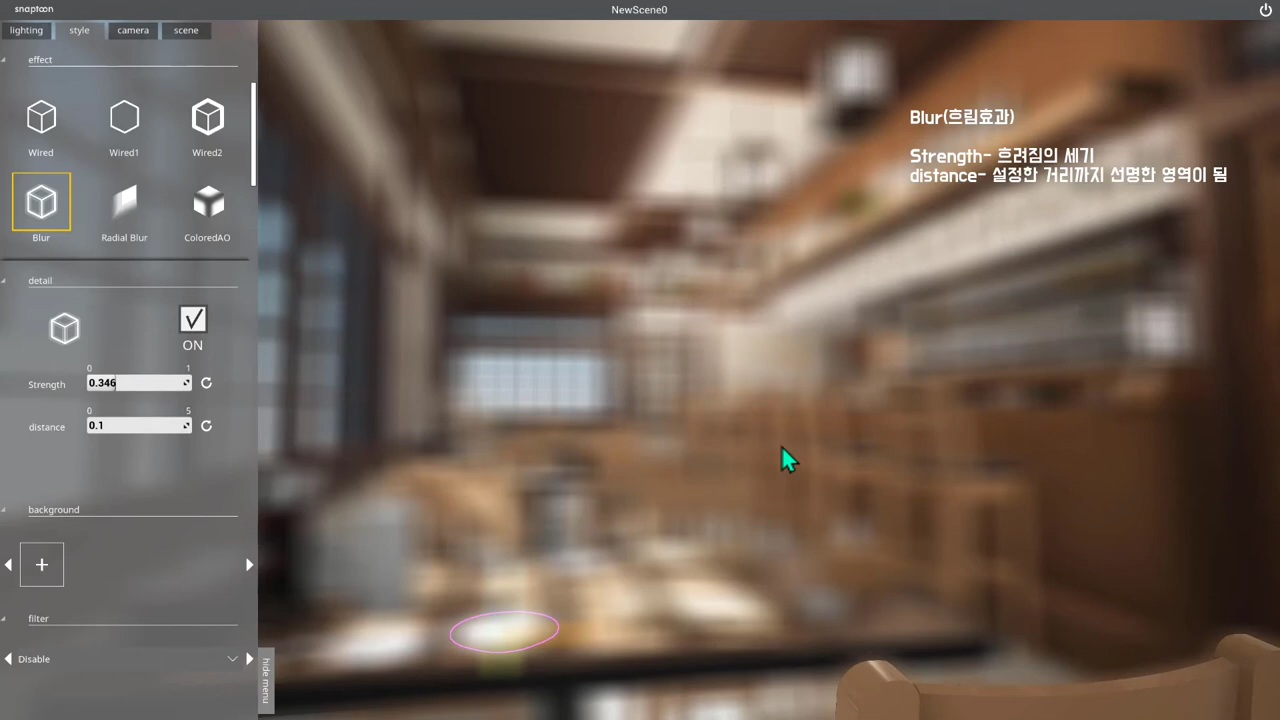 snaptoon
NewScene0
lighting
style
camera
scene
effect
Wired
Wired1
Wired2
Blur
Radial Blur
ColoredAO
detail
ON
0
1
Strength
0.346
0
5
distance
0.1
background
+
filter
Disable
hide menu
Blur(흐림효과)
Strength- 흐려짐의 세기
distance- 설정한 거리까지 선명한 영역이 됨